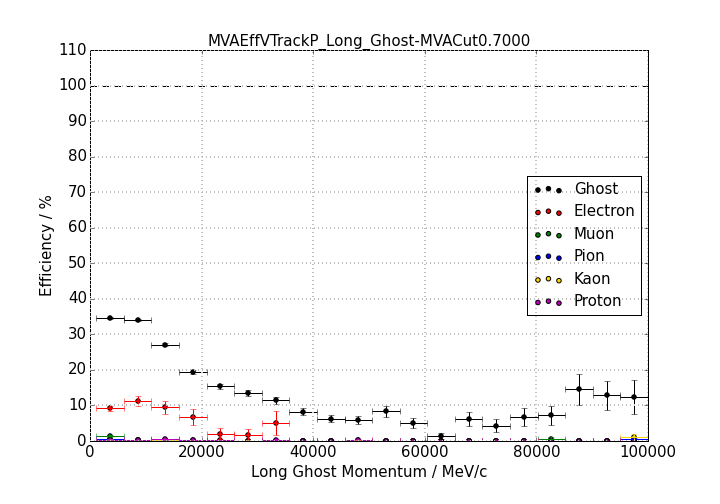 MVAEffVTrackP_Long_Ghost-MVACut0.7000
110
100
90
80
70
60
50
40
30
20
10
0
Efficiency / %
Ghost
Electron
Muon
Pion
Kaon
Proton
0 20000 40000 60000 80000 100000
Long Ghost Momentum / MeV/c